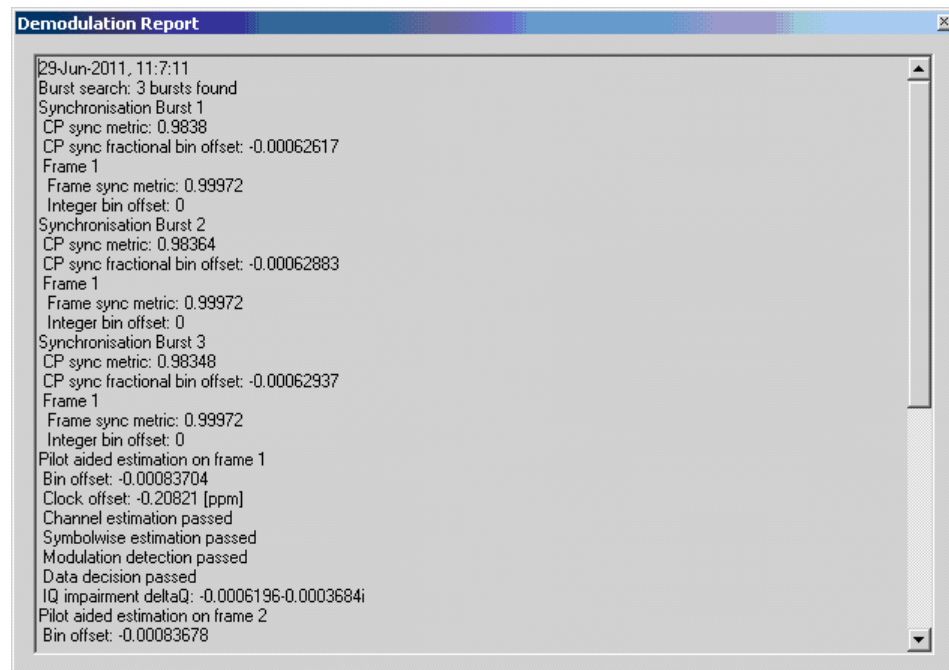 Demodulation Report
29-Jun-2011, 11:7:11
Burst search: 3 bursts found
Synchronisation Burst 1
CP sync metric: 0.9838
CP sync fractional bin offset: -0.00062617
Frame 1
Frame sync metric: 0.99972
Integer bin offset: 0
Synchronisation Burst 2
CP sync metric: 0.98364
CP sync fractional bin offset: -0.00062883
Frame 1
Frame sync metric: 0.99972
Integer bin offset: 0
Synchronisation Burst 3
CP sync metric: 0.98348
CP sync fractional bin offset: -0.00062937
Frame 1
Frame sync metric: 0.99972
Integer bin offset: 0
Pilot aided estimation on frame 1
Bin offset: -0.00083704
Clock offset: -0.20821 [ppm]
Channel estimation passed
Symbolwise estimation passed
Modulation detection passed
Data decision passed
IQ impairment deltaQ: -0.0006196-0.0003684i
Pilot aided estimation on frame 2
Bin offset: -0.00083678